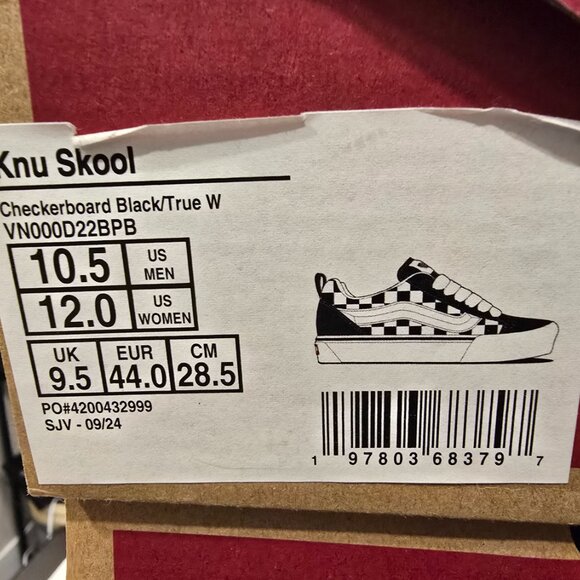 Knu Skool
Checkerboard Black/True W
VN000D22BPB
10.5 US MEN
12.0 US WOMEN
UK 9.5 EUR 44.0 CM 28.5
PO#4200432999
SJV - 09/24
1 97803 68379 7